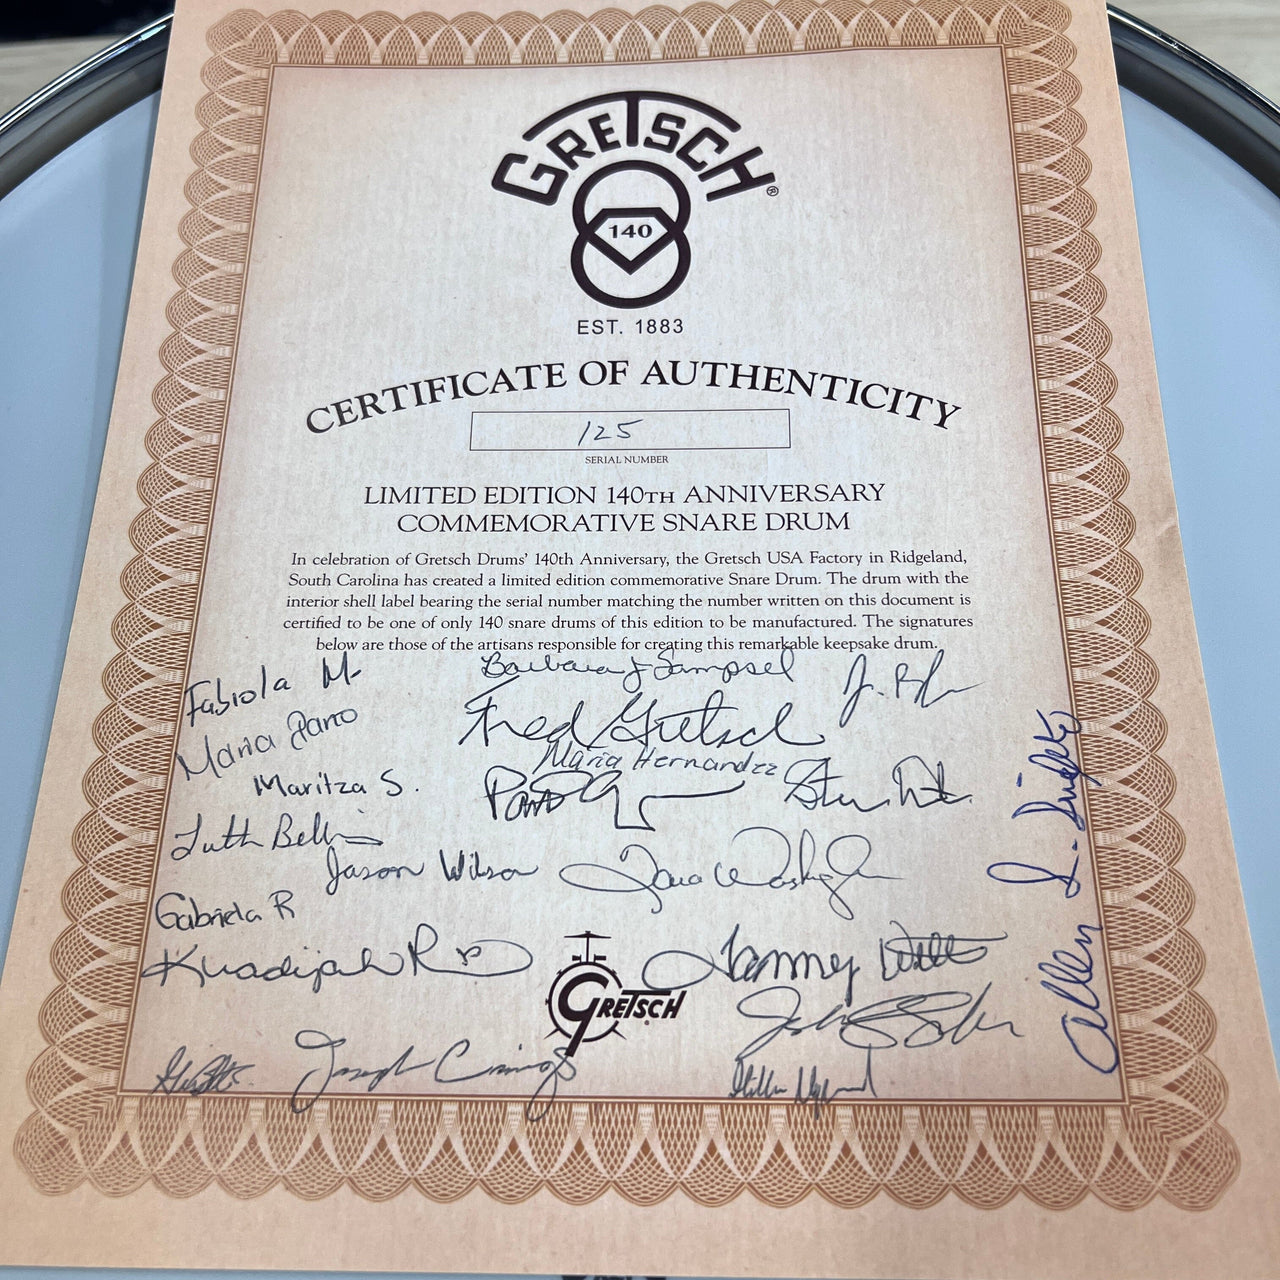 GRETSCH®
140
EST. 1883
CERTIFICATE OF AUTHENTICITY
125
SERIAL NUMBER
LIMITED EDITION 140TH ANNIVERSARY
COMMEMORATIVE SNARE DRUM
In celebration of Gretsch Drums' 140th Anniversary, the Gretsch USA Factory in Ridgeland,
South Carolina has created a limited edition commemorative Snare Drum. The drum with the
interior shell label bearing the serial number matching the number written on this document is
certified to be one of only 140 snare drums of this edition to be manufactured. The signatures
below are those of the artisans responsible for creating this remarkable keepsake drum.
Fabiola M.
Barbara J Sampsel
J.
Maria
Fred Gretsch
Maria Hernandez
Maritza S.
Paul
Jason Wilson
Gabriela R
Khadijah R
Tammy
GRETSCH
Joseph
Allen